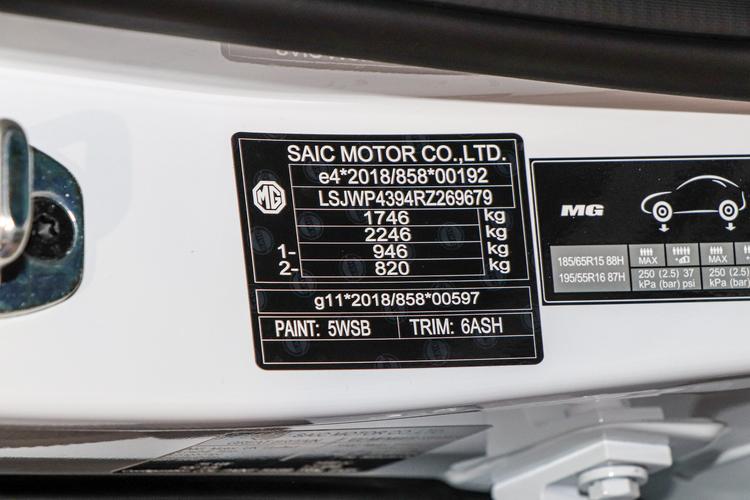 SAIC MOTOR CO.,LTD.
e4*2018/858*00192
MG
LSJWP4394RZ269679
1746 kg
2246 kg
1- 946 kg
2- 820 kg
g11*2018/858*00597
PAINT: 5WSB TRIM: 6ASH
MG
MAX MAX
185/65R15 88H
195/55R16 87H
250 (2.5) 37 250 (2.5)
kPa (bar) psi kPa (bar)